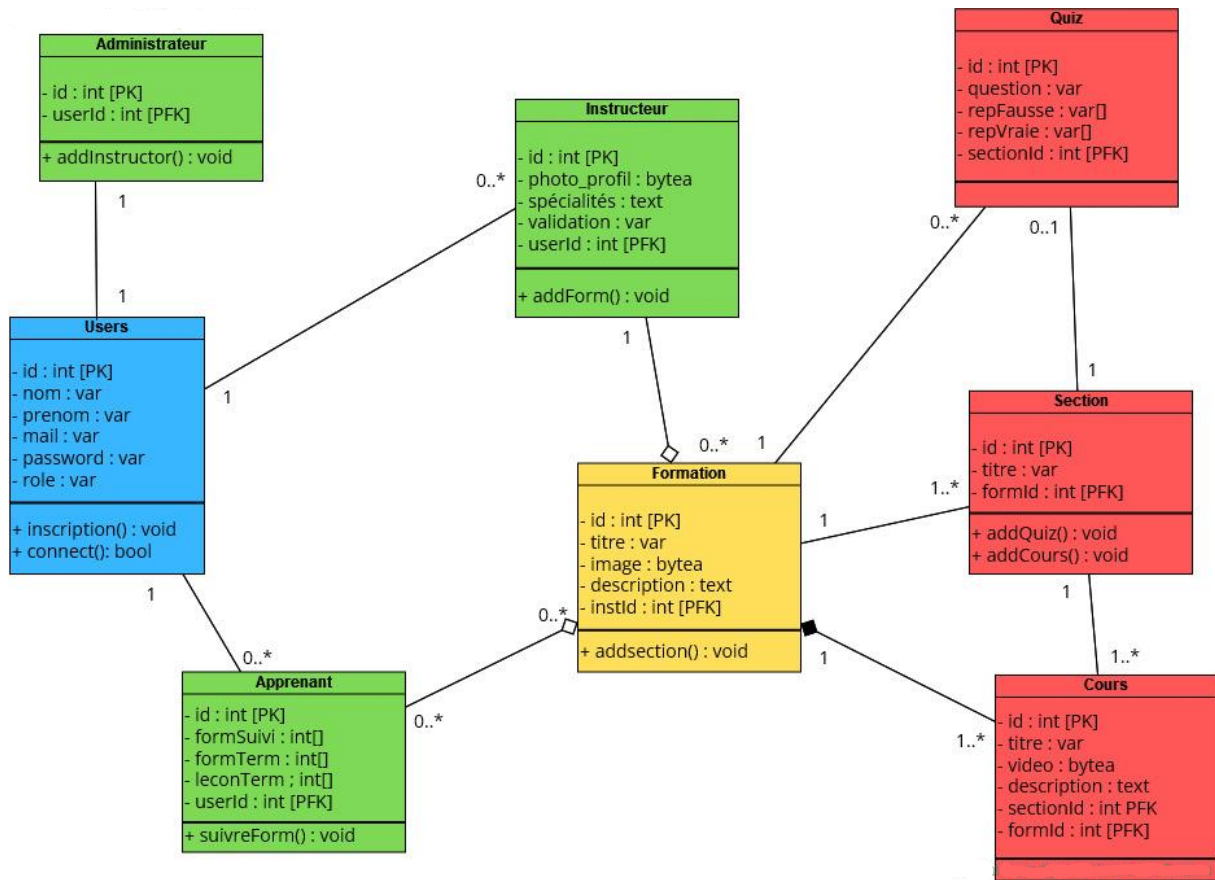 Administrateur
- id : int [PK]
- userId : int [PFK]
+ addInstructor() : void
1
1
Users
- id : int [PK]
- nom : var
- prenom : var
- mail : var
- password : var
- role : var
+ inscription() : void
+ connect(): bool
1
0..*
Instructeur
- id : int [PK]
- photo_profil : bytea
- spécialités : text
- validation : var
- userId : int [PFK]
+ addForm() : void
1
0..*
1
0..*
Apprenant
- id : int [PK]
- formSuivi : int[]
- formTerm : int[]
- leconTerm ; int[]
- userId : int [PFK]
+ suivreForm() : void
0..*
0..*
Formation
- id : int [PK]
- titre : var
- image : bytea
- description : text
- instId : int [PFK]
+ addsection() : void
1
0..*
Quiz
- id : int [PK]
- question : var
- repFausse : var[]
- repVraie : var[]
- sectionId : int [PFK]
0..1
1
1
1..*
Section
- id : int [PK]
- titre : var
- formId : int [PFK]
+ addQuiz() : void
+ addCours() : void
1
1..*
1
1..*
Cours
- id : int [PK]
- titre : var
- video : bytea
- description : text
- sectionId : int PFK
- formId : int [PFK]